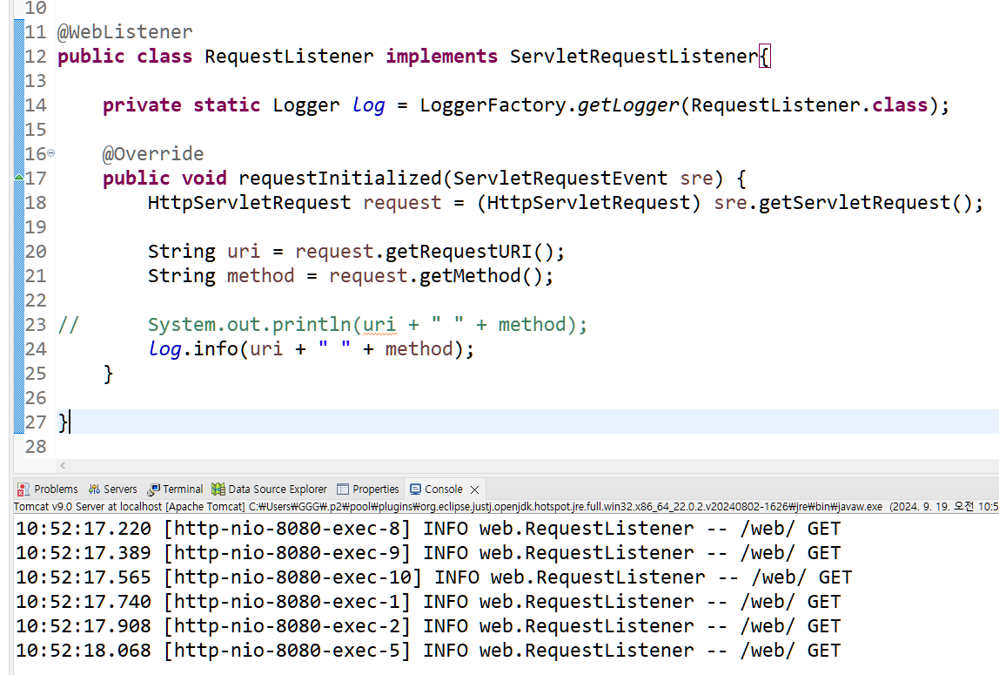 10
11 @WebListener
12 public class RequestListener implements ServletRequestListener{
13
14     private static Logger log = LoggerFactory.getLogger(RequestListener.class);
15
16     @Override
17     public void requestInitialized(ServletRequestEvent sre) {
18         HttpServletRequest request = (HttpServletRequest) sre.getServletRequest();
19
20         String uri = request.getRequestURI();
21         String method = request.getMethod();
22
23 //      System.out.println(uri + " " + method);
24         log.info(uri + " " + method);
25     }
26
27 }
28
Problems Servers Terminal Data Source Explorer Properties Console
Tomcat v9.0 Server at localhost [Apache Tomcat] C:₩Users₩GGG₩.p2₩pool₩plugins₩org.eclipse.justj.openjdk.hotspot.jre.full.win32.x86_64_22.0.2.v20240802-1626₩jre₩bin₩javaw.exe (2024. 9. 19. 오전 10:5
10:52:17.220 [http-nio-8080-exec-8] INFO web.RequestListener -- /web/ GET
10:52:17.389 [http-nio-8080-exec-9] INFO web.RequestListener -- /web/ GET
10:52:17.565 [http-nio-8080-exec-10] INFO web.RequestListener -- /web/ GET
10:52:17.740 [http-nio-8080-exec-1] INFO web.RequestListener -- /web/ GET
10:52:17.908 [http-nio-8080-exec-2] INFO web.RequestListener -- /web/ GET
10:52:18.068 [http-nio-8080-exec-5] INFO web.RequestListener -- /web/ GET